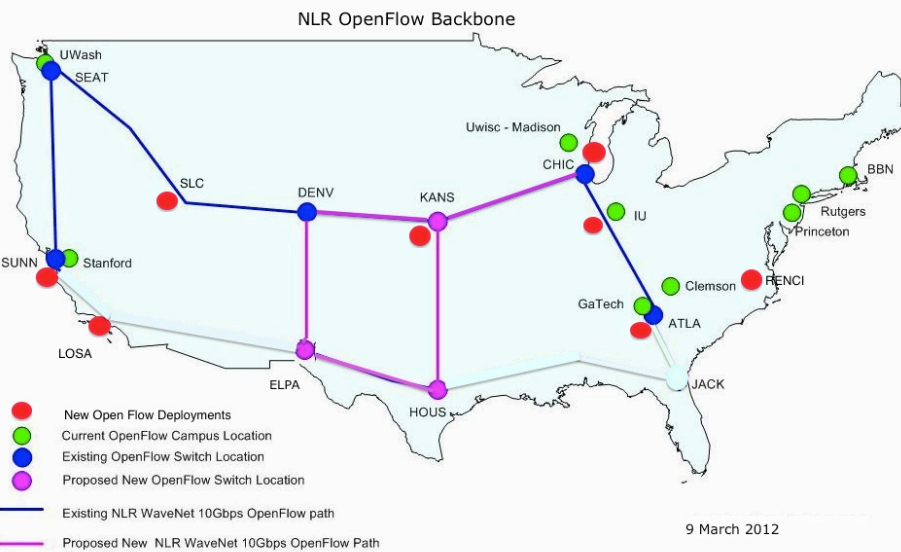 NLR OpenFlow Backbone
UWash
SEAT
Uwisc - Madison
CHIC
BBN
SLC
DENV
KANS
IU
Rutgers
Princeton
SUNN
Stanford
Clemson
RENCI
GaTech
ATLA
LOSA
ELPA
JACK
HOUS
New Open Flow Deployments
Current OpenFlow Campus Location
Existing OpenFlow Switch Location
Proposed New OpenFlow Switch Location
Existing NLR WaveNet 10Gbps OpenFlow path
9 March 2012
Proposed New NLR WaveNet 10Gbps OpenFlow Path